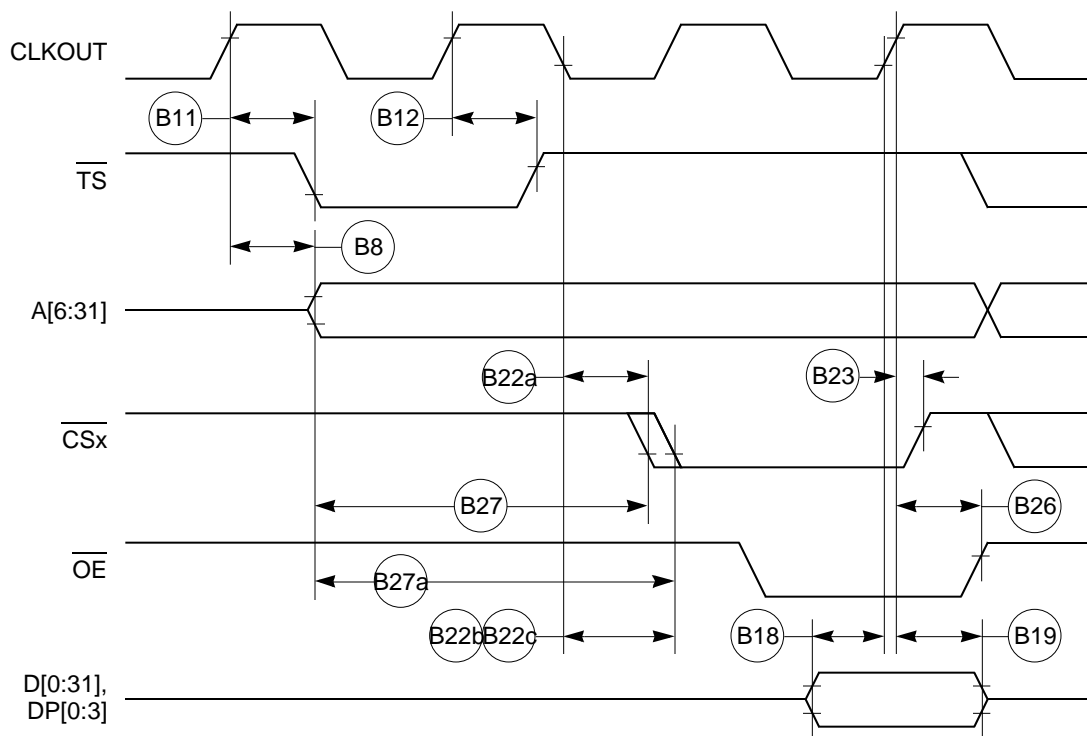 CLKOUT
B11
B12
TS
B8
A[6:31]
B22a
B23
CSx
B27
B26
OE
B27a
B22b B22c
B18
B19
D[0:31],
DP[0:3]